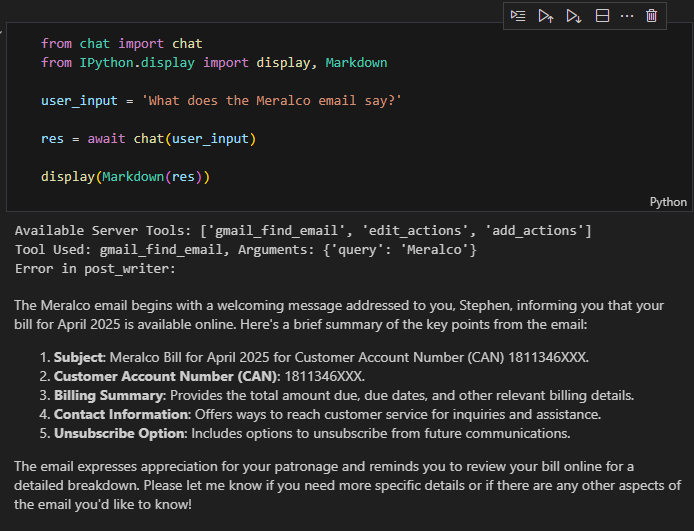 from chat import chat
from IPython.display import display, Markdown
user_input = 'What does the Meralco email say?'
res = await chat(user_input)
display(Markdown(res))
Python
Available Server Tools: ['gmail_find_email', 'edit_actions', 'add_actions']
Tool Used: gmail_find_email, Arguments: {'query': 'Meralco'}
Error in post_writer:
The Meralco email begins with a welcoming message addressed to you, Stephen, informing you that your
bill for April 2025 is available online. Here's a brief summary of the key points from the email:
1. Subject: Meralco Bill for April 2025 for Customer Account Number (CAN) 1811346XXX.
2. Customer Account Number (CAN): 1811346XXX.
3. Billing Summary: Provides the total amount due, due dates, and other relevant billing details.
4. Contact Information: Offers ways to reach customer service for inquiries and assistance.
5. Unsubscribe Option: Includes options to unsubscribe from future communications.
The email expresses appreciation for your patronage and reminds you to review your bill online for a
detailed breakdown. Please let me know if you need more specific details or if there are any other aspects of
the email you'd like to know!